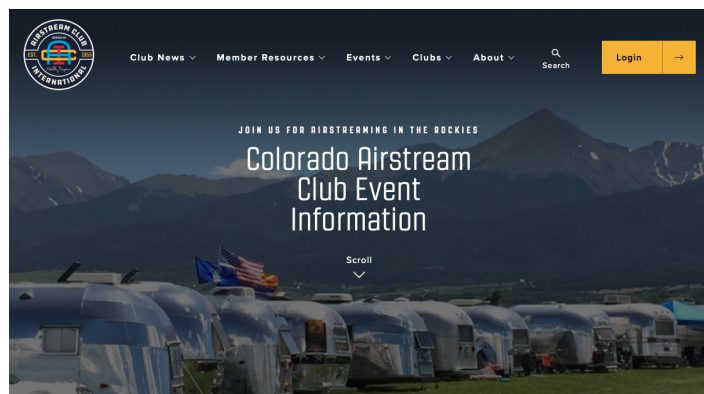 AIRSTREAM CLUB
EST. 1955
INTERNATIONAL
Club News
Member Resources
Events
Clubs
About
Search
Login
JOIN US FOR AIRSTREAMING IN THE ROCKIES
Colorado Airstream
Club Event
Information
Scroll